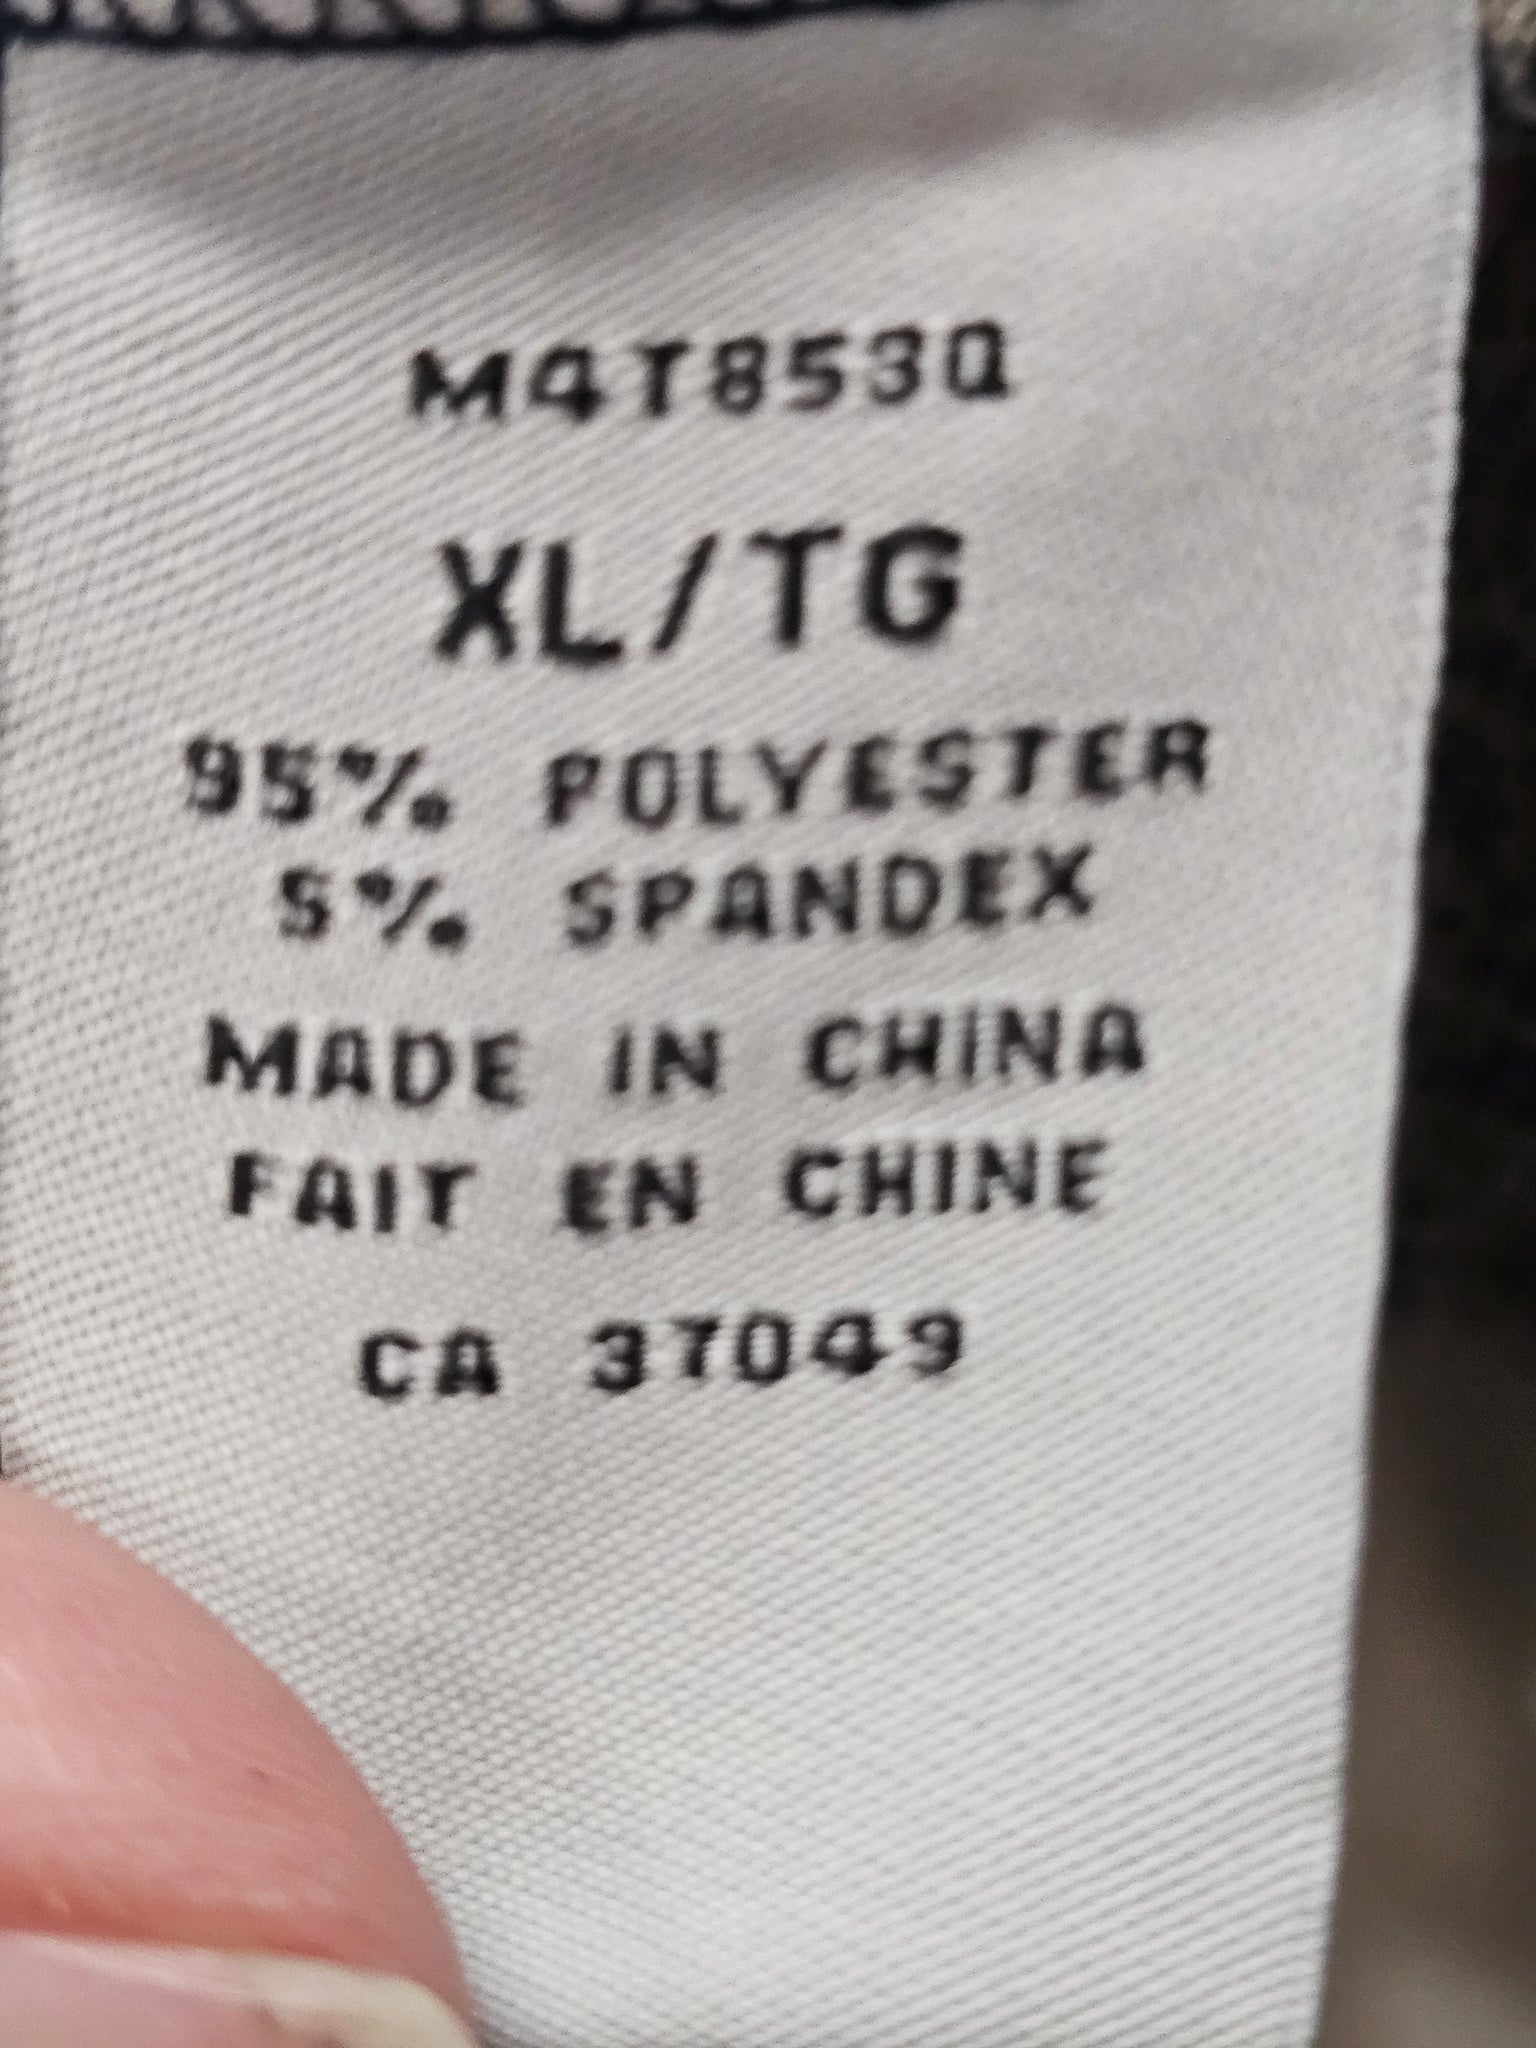 M4T853Q
XL/TG
95% POLYESTER
5% SPANDEX
MADE IN CHINA
FAIT EN CHINE
CA 37049